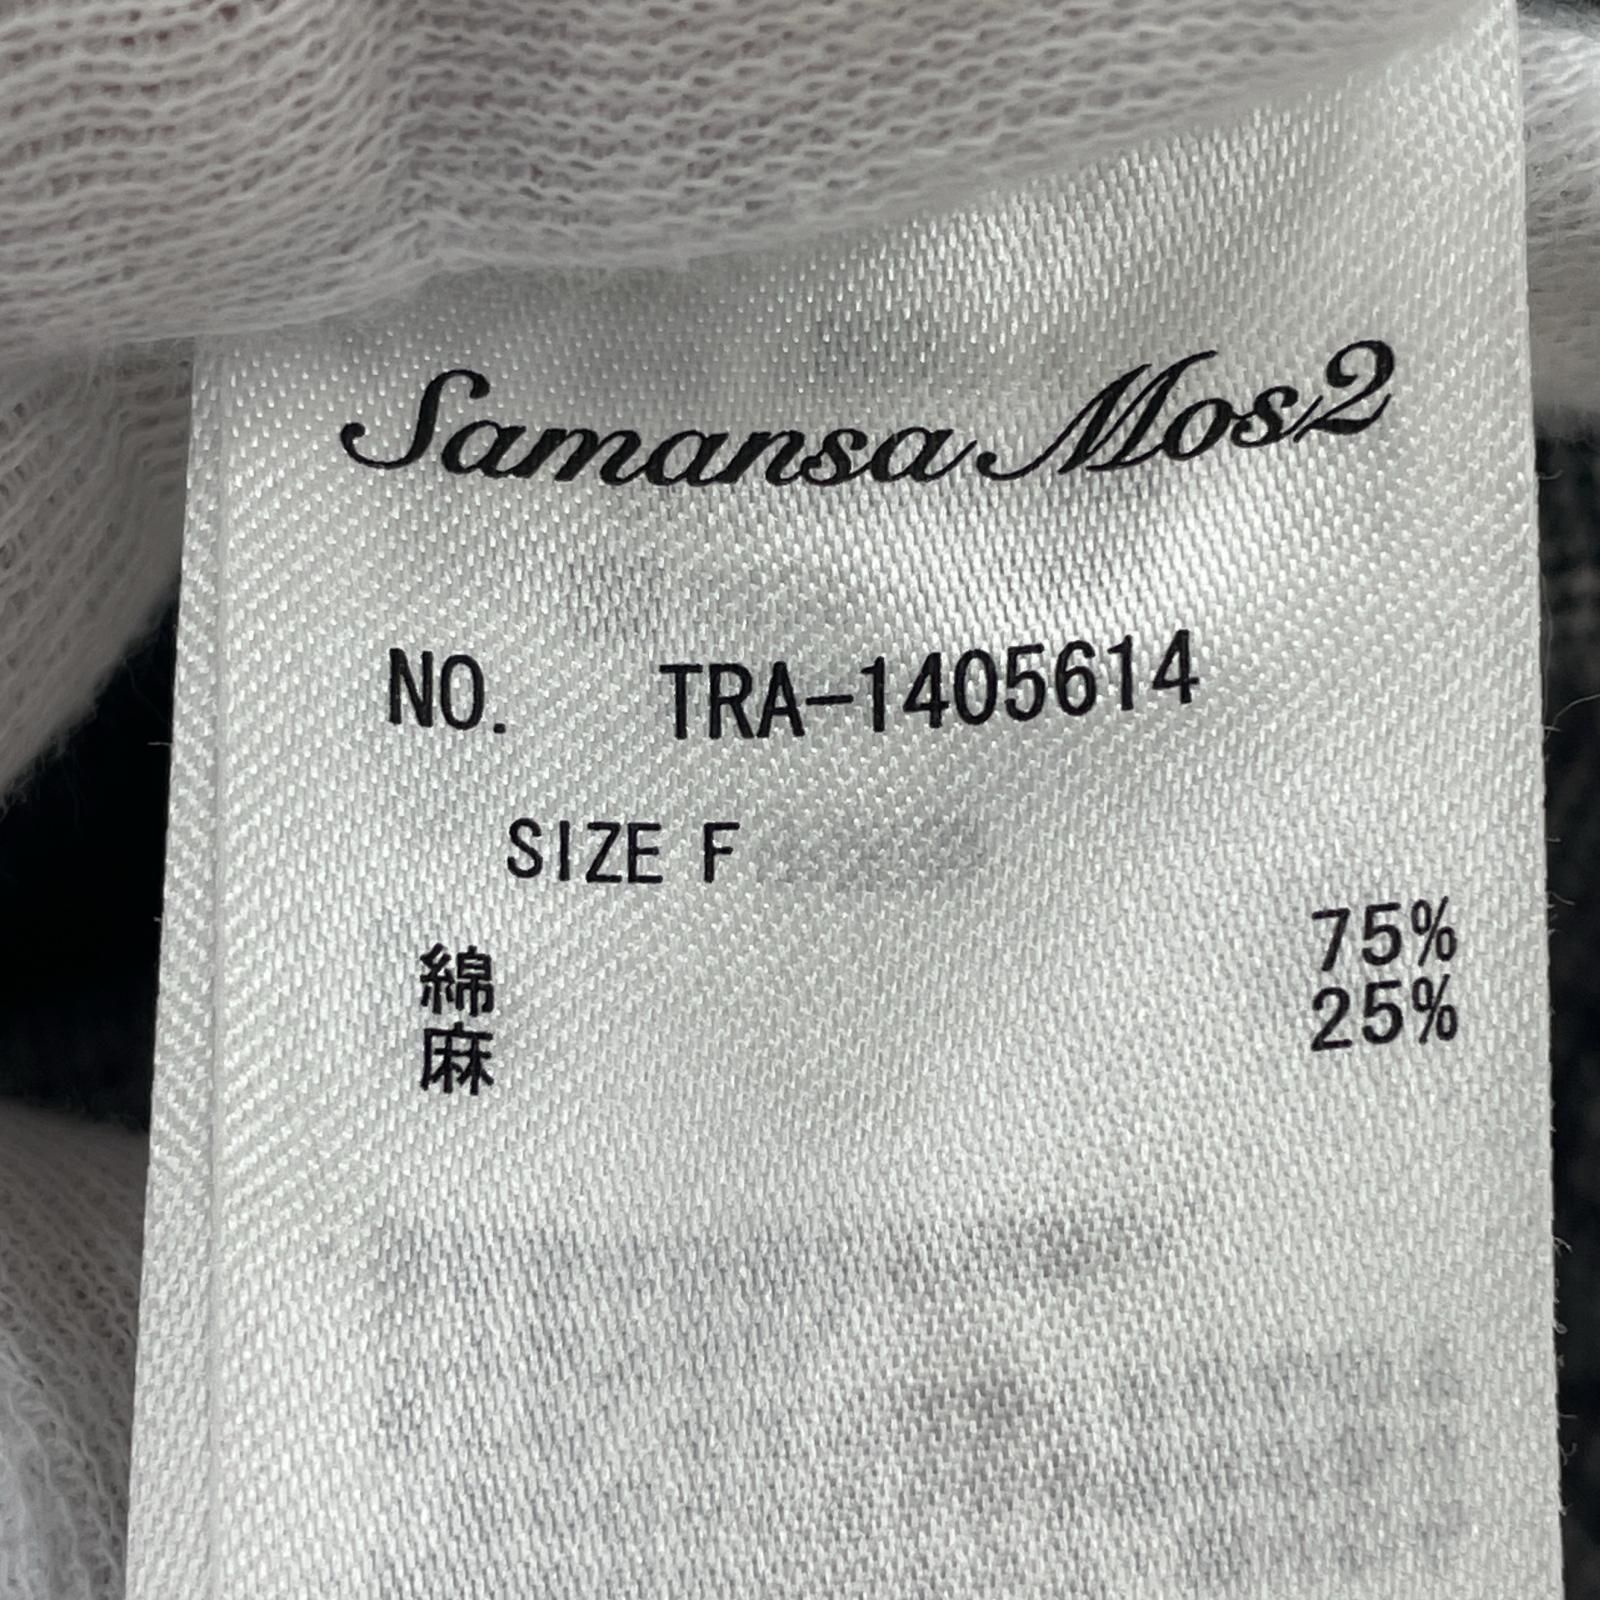 Samansa Mos2
NO. TRA-1405614
SIZE F
綿 75%
麻 25%